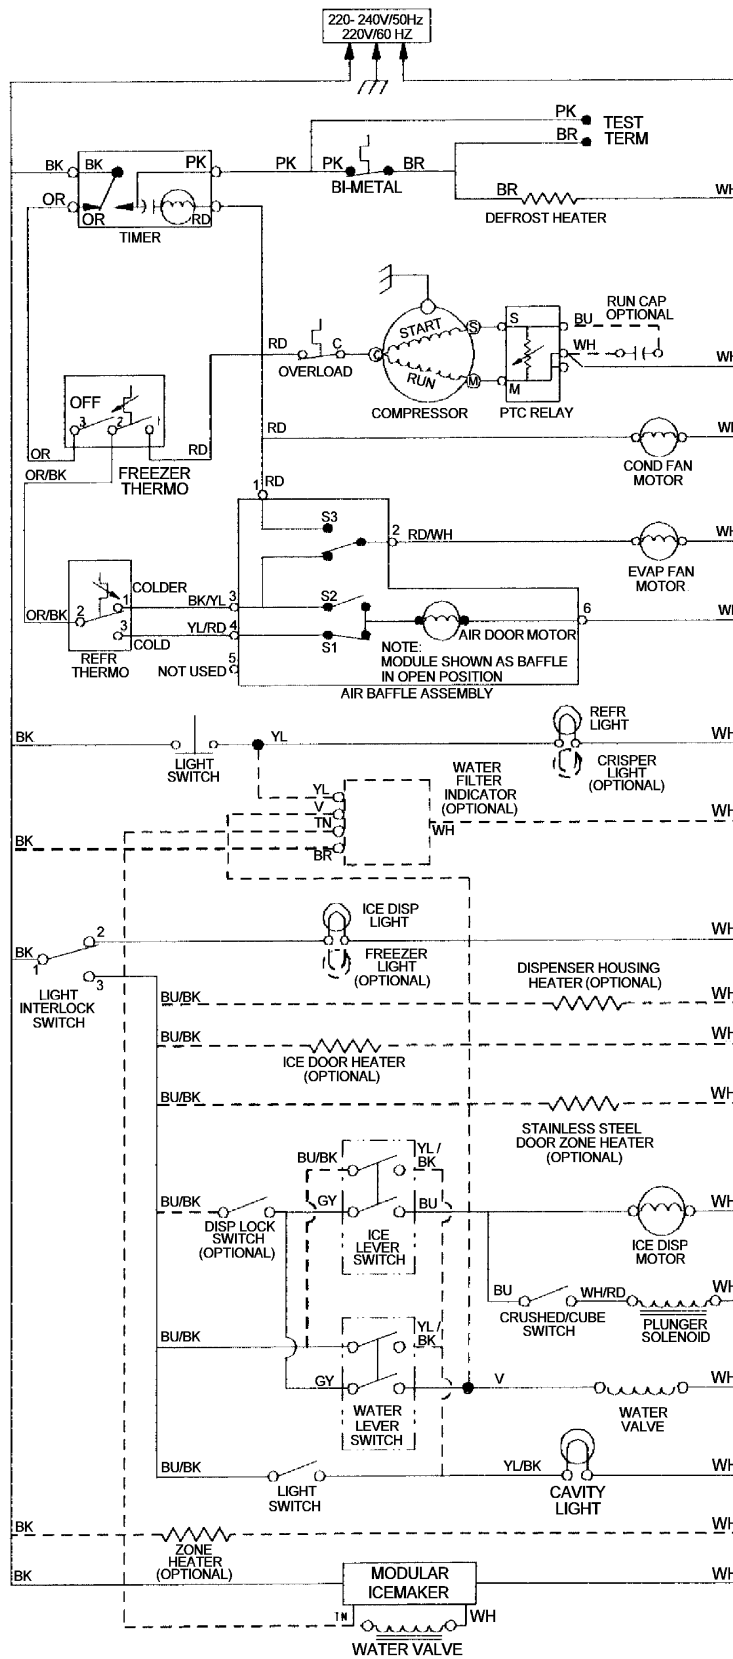 220- 240V/50Hz
220V/60 HZ
PK
TEST
TERM
BR
BK
BK
PK
PK
PK
BR
BI-METAL
BR
WH
DEFROST HEATER
OR
OR
RD
TIMER
RUN CAP
OPTIONAL
BU
S
S
START
WH
RD
C
C
OVERLOAD
RUN
M
M
WH
COMPRESSOR
PTC RELAY
OFF
3
2
1
OR
RD
FREEZER
THERMO
OR/BK
RD
WH
COND FAN
MOTOR
1
RD
S3
2
RD/WH
WH
EVAP FAN
MOTOR
COLDER
1
BK/YL
3
S2
OR/BK
2
YL/RD
4
6
WH
3
COLD
S1
AIR DOOR MOTOR
REFR
THERMO
NOT USED
5
NOTE:
MODULE SHOWN AS BAFFLE
IN OPEN POSITION
AIR BAFFLE ASSEMBLY
REFR
LIGHT
BK
YL
WH
LIGHT
SWITCH
CRISPER
LIGHT
(OPTIONAL)
WATER
FILTER
INDICATOR
(OPTIONAL)
YL
V
TN
WH
WH
BK
BR
ICE DISP
LIGHT
2
WH
BK
1
3
FREEZER
LIGHT
(OPTIONAL)
LIGHT
INTERLOCK
SWITCH
DISPENSER HOUSING
HEATER (OPTIONAL)
BU/BK
WH
BU/BK
WH
ICE DOOR HEATER
(OPTIONAL)
BU/BK
WH
STAINLESS STEEL
DOOR ZONE HEATER
(OPTIONAL)
BU/BK
YL /
BK
BU/BK
GY
BU
WH
DISP LOCK
SWITCH
(OPTIONAL)
ICE
LEVER
SWITCH
ICE DISP
MOTOR
BU
WH/RD
WH
CRUSHED/CUBE
SWITCH
PLUNGER
SOLENOID
BU/BK
YL /
BK
GY
V
WH
WATER
LEVER
SWITCH
WATER
VALVE
BU/BK
YL/BK
WH
LIGHT
SWITCH
CAVITY
LIGHT
BK
WH
ZONE
HEATER
(OPTIONAL)
BK
MODULAR
ICEMAKER
WH
TN
WH
WATER VALVE